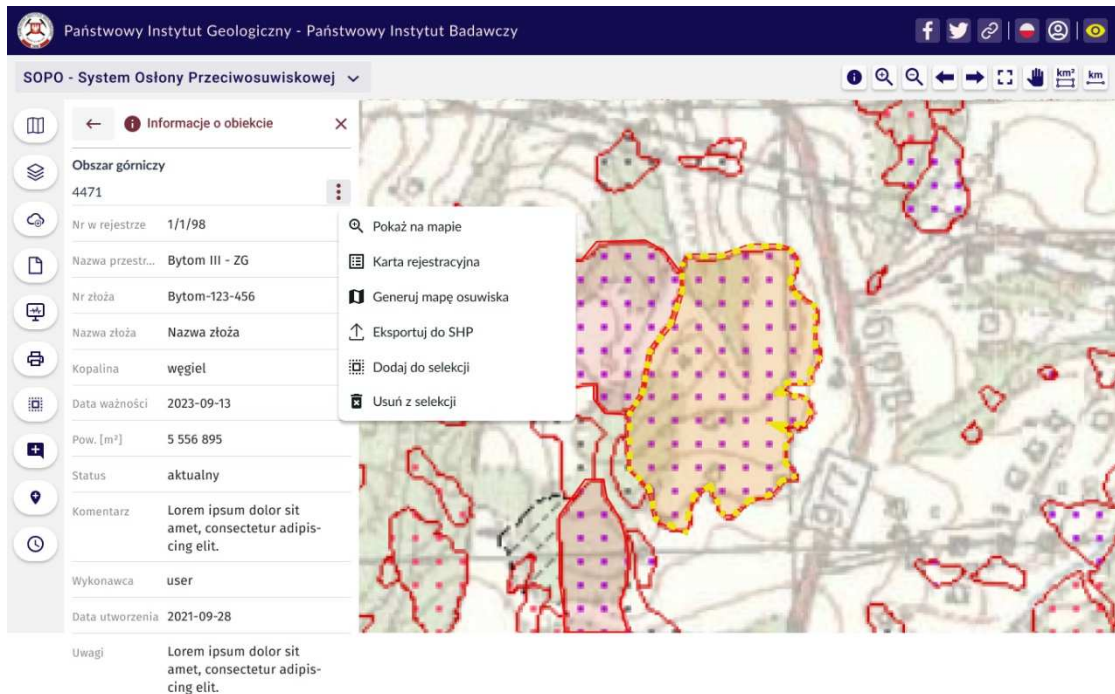 Państwowy Instytut Geologiczny - Państwowy Instytut Badawczy
SOPO - System Osłony Przeciwosuwiskowej
km²
km
Informacje o obiekcie
Obszar górniczy
4471
Nr w rejestrze 1/1/98
Nazwa przestr... Bytom III - ZG
Nr złoża Bytom-123-456
Nazwa złoża Nazwa złoża
Kopalina węgiel
Data ważności 2023-09-13
Pow. [m²] 5 556 895
Status aktualny
Komentarz Lorem ipsum dolor sit
amet, consectetur adipis-
cing elit.
Wykonawca user
Data utworzenia 2021-09-28
Uwagi Lorem ipsum dolor sit
amet, consectetur adipis-
cing elit.
Pokaż na mapie
Karta rejestracyjna
Generuj mapę osuwiska
Eksportuj do SHP
Dodaj do selekcji
Usuń z selekcji
977